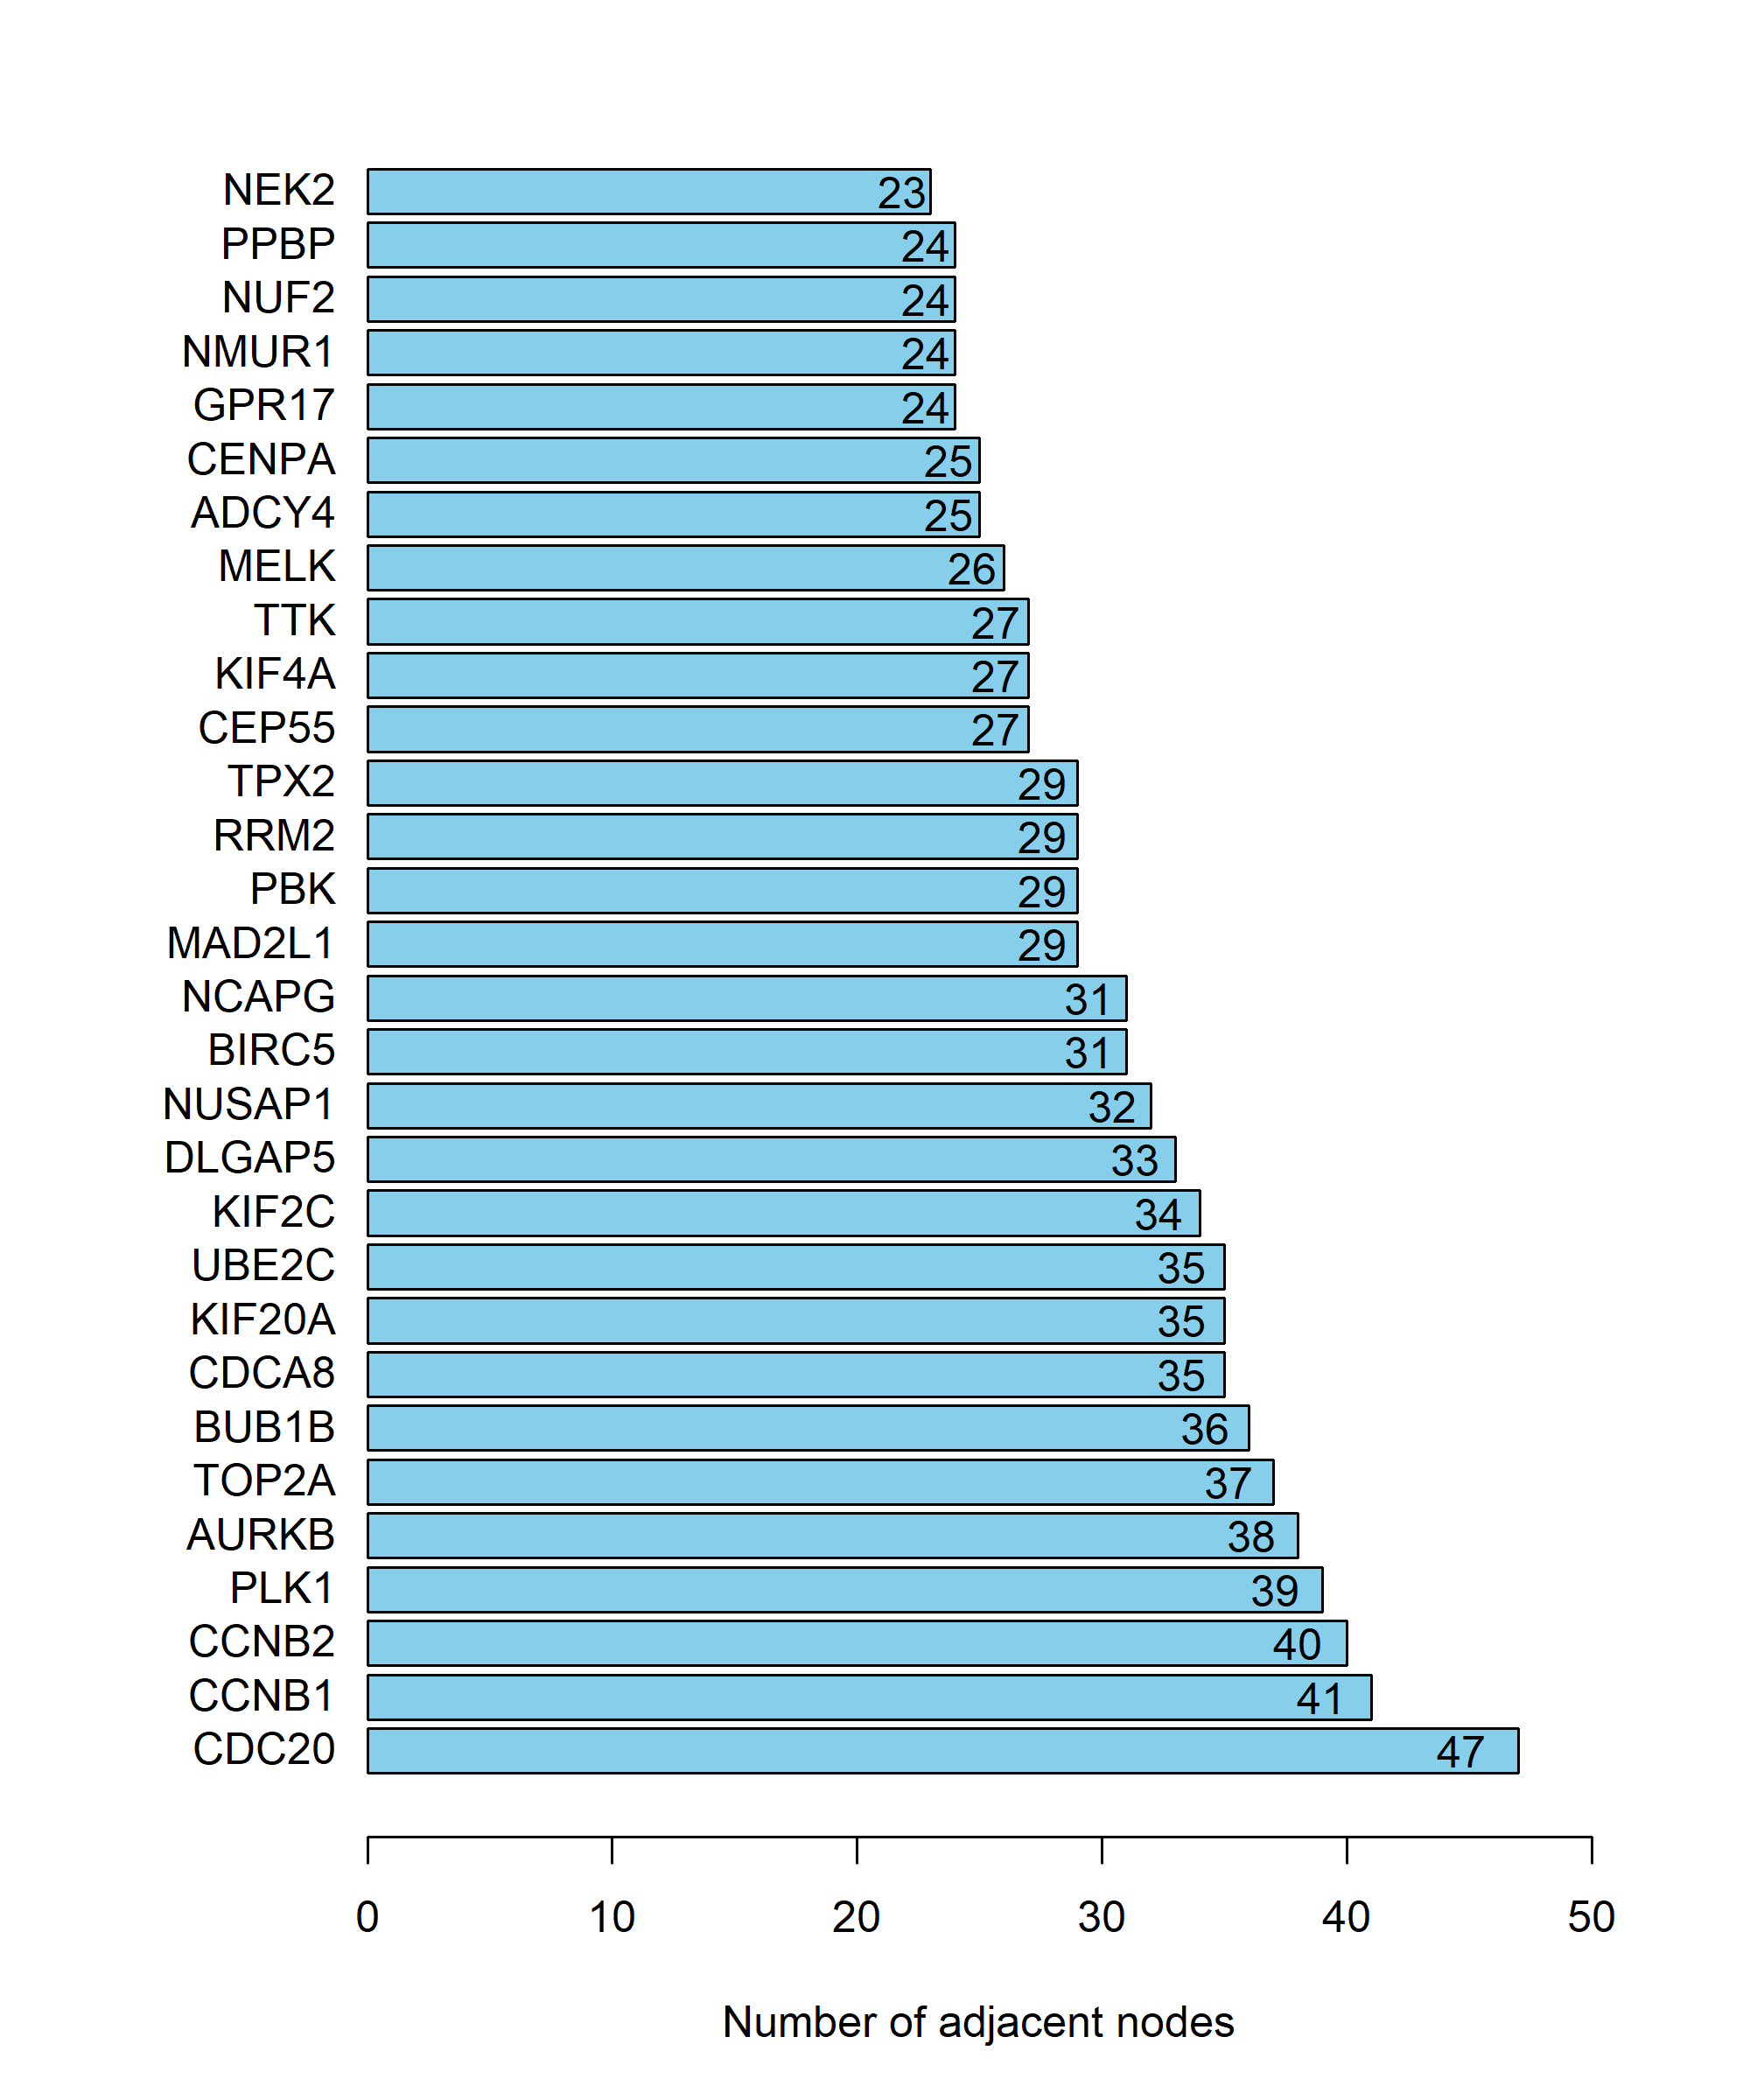 NEK2 23
PPBP 24
NUF2 24
NMUR1 24
GPR17 24
CENPA 25
ADCY4 25
MELK 26
TTK 27
KIF4A 27
CEP55 27
TPX2 29
RRM2 29
PBK 29
MAD2L1 29
NCAPG 31
BIRC5 31
NUSAP1 32
DLGAP5 33
KIF2C 34
UBE2C 35
KIF20A 35
CDCA8 35
BUB1B 36
TOP2A 37
AURKB 38
PLK1 39
CCNB2 40
CCNB1 41
CDC20 47
0 10 20 30 40 50
Number of adjacent nodes